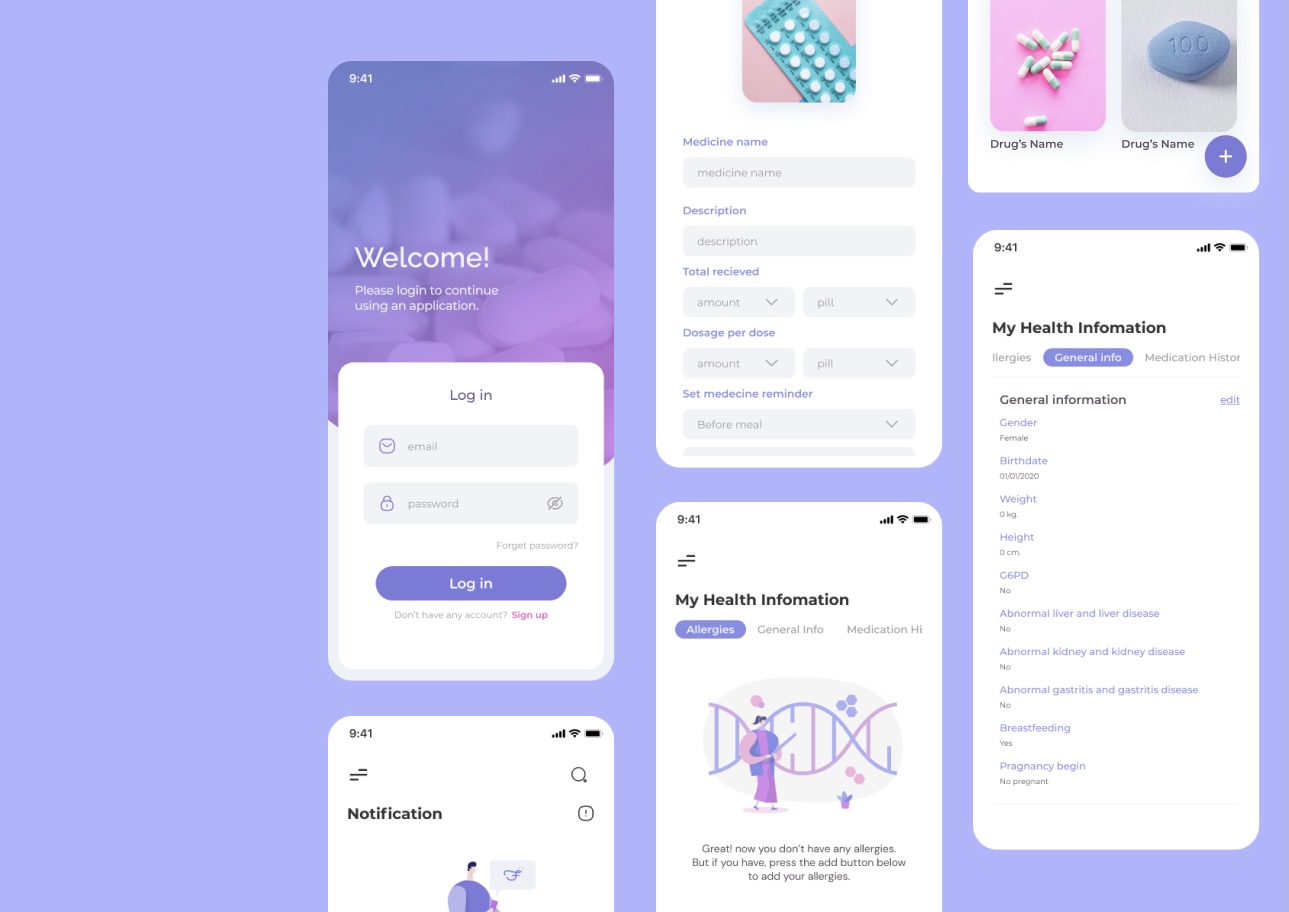 9:41
Welcome!
Please login to continue
using an application.
Log in
email
password
Forget password?
Log in
Don't have any account? Sign up
9:41
Notification
Medicine name
medicine name
Description
description
Total recieved
amount
pill
Dosage per dose
amount
pill
Set medecine reminder
Before meal
9:41
My Health Infomation
Allergies
General Info
Medication Hi
Great! now you don't have any allergies.
But if you have, press the add button below
to add your allergies.
100
Drug's Name
Drug's Name
9:41
My Health Infomation
llergies
General info
Medication Histor
General information
edit
Gender
Female
Birthdate
01/01/2020
Weight
0 kg.
Height
0 cm.
G6PD
No
Abnormal liver and liver disease
No
Abnormal kidney and kidney disease
No
Abnormal gastritis and gastritis disease
No
Breastfeeding
Yes
Pragnancy begin
No pregnant